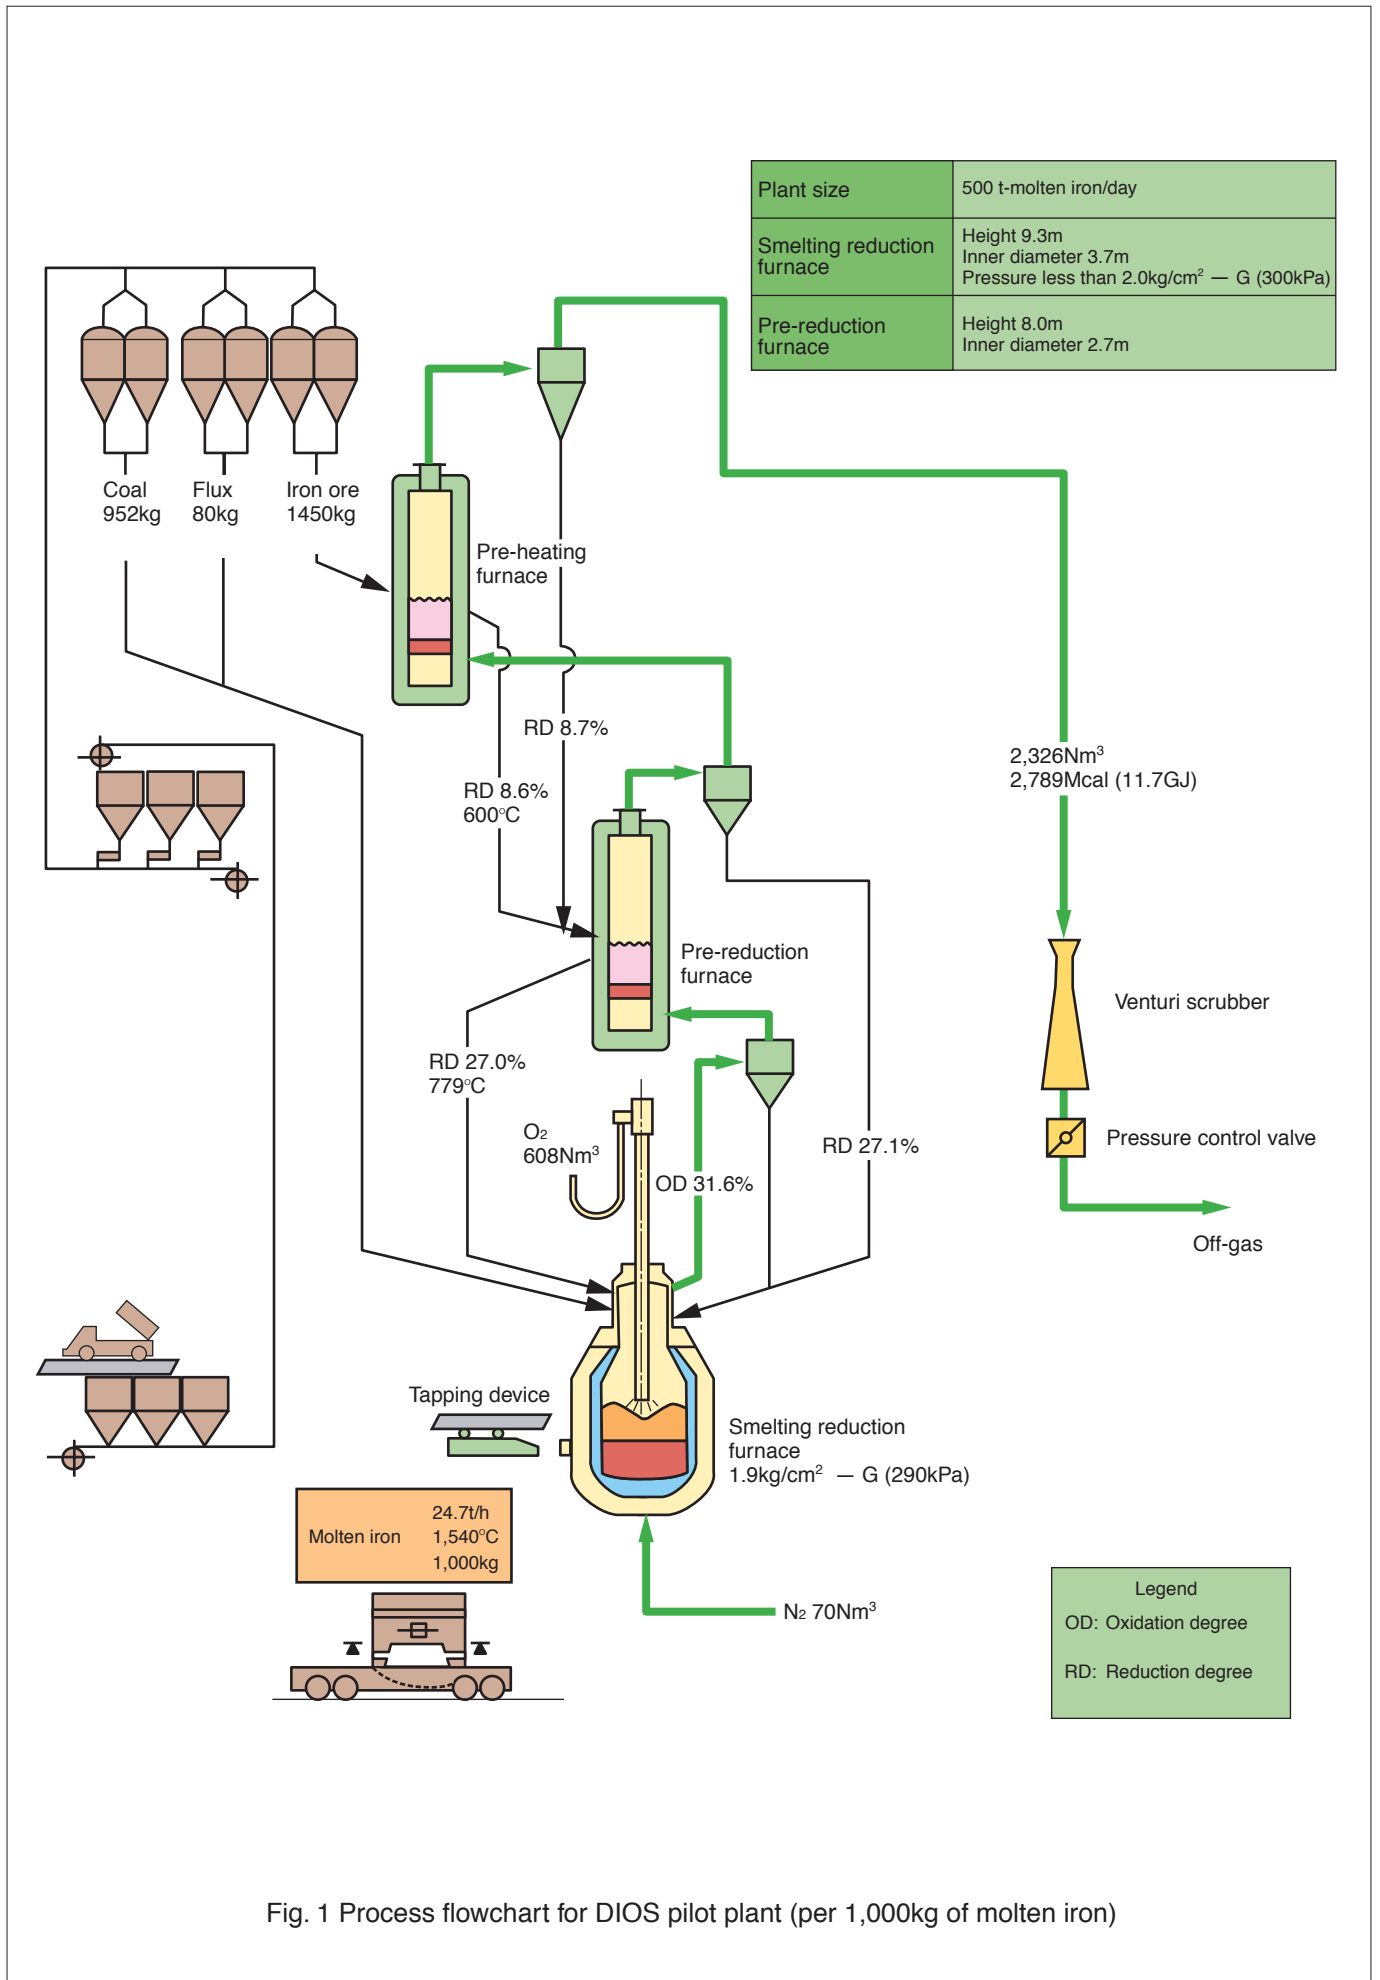 Plant size
500 t-molten iron/day
Smelting reduction
furnace
Height 9.3m
Inner diameter 3.7m
Pressure less than 2.0kg/cm² — G (300kPa)
Pre-reduction
furnace
Height 8.0m
Inner diameter 2.7m
Coal
952kg
Flux
80kg
Iron ore
1450kg
Pre-heating
furnace
RD 8.7%
RD 8.6%
600°C
2,326Nm³
2,789Mcal (11.7GJ)
Pre-reduction
furnace
Venturi scrubber
RD 27.0%
779°C
O₂
608Nm³
OD 31.6%
RD 27.1%
Pressure control valve
Off-gas
Tapping device
Smelting reduction
furnace
1.9kg/cm² — G (290kPa)
Molten iron
24.7t/h
1,540°C
1,000kg
N₂ 70Nm³
Legend
OD: Oxidation degree
RD: Reduction degree
Fig. 1 Process flowchart for DIOS pilot plant (per 1,000kg of molten iron)